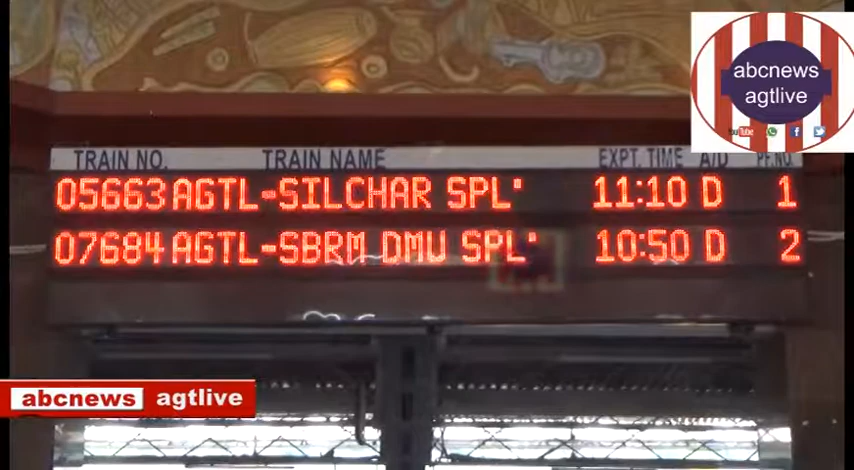 abcnews
agtlive
TRAIN NO. TRAIN NAME EXPT. TIME A/D PF.NO.
05663 AGTL-SILCHAR SPL' 11:10 D 1
07684 AGTL-SBRM DMU SPL' 10:50 D 2
abcnews agtlive